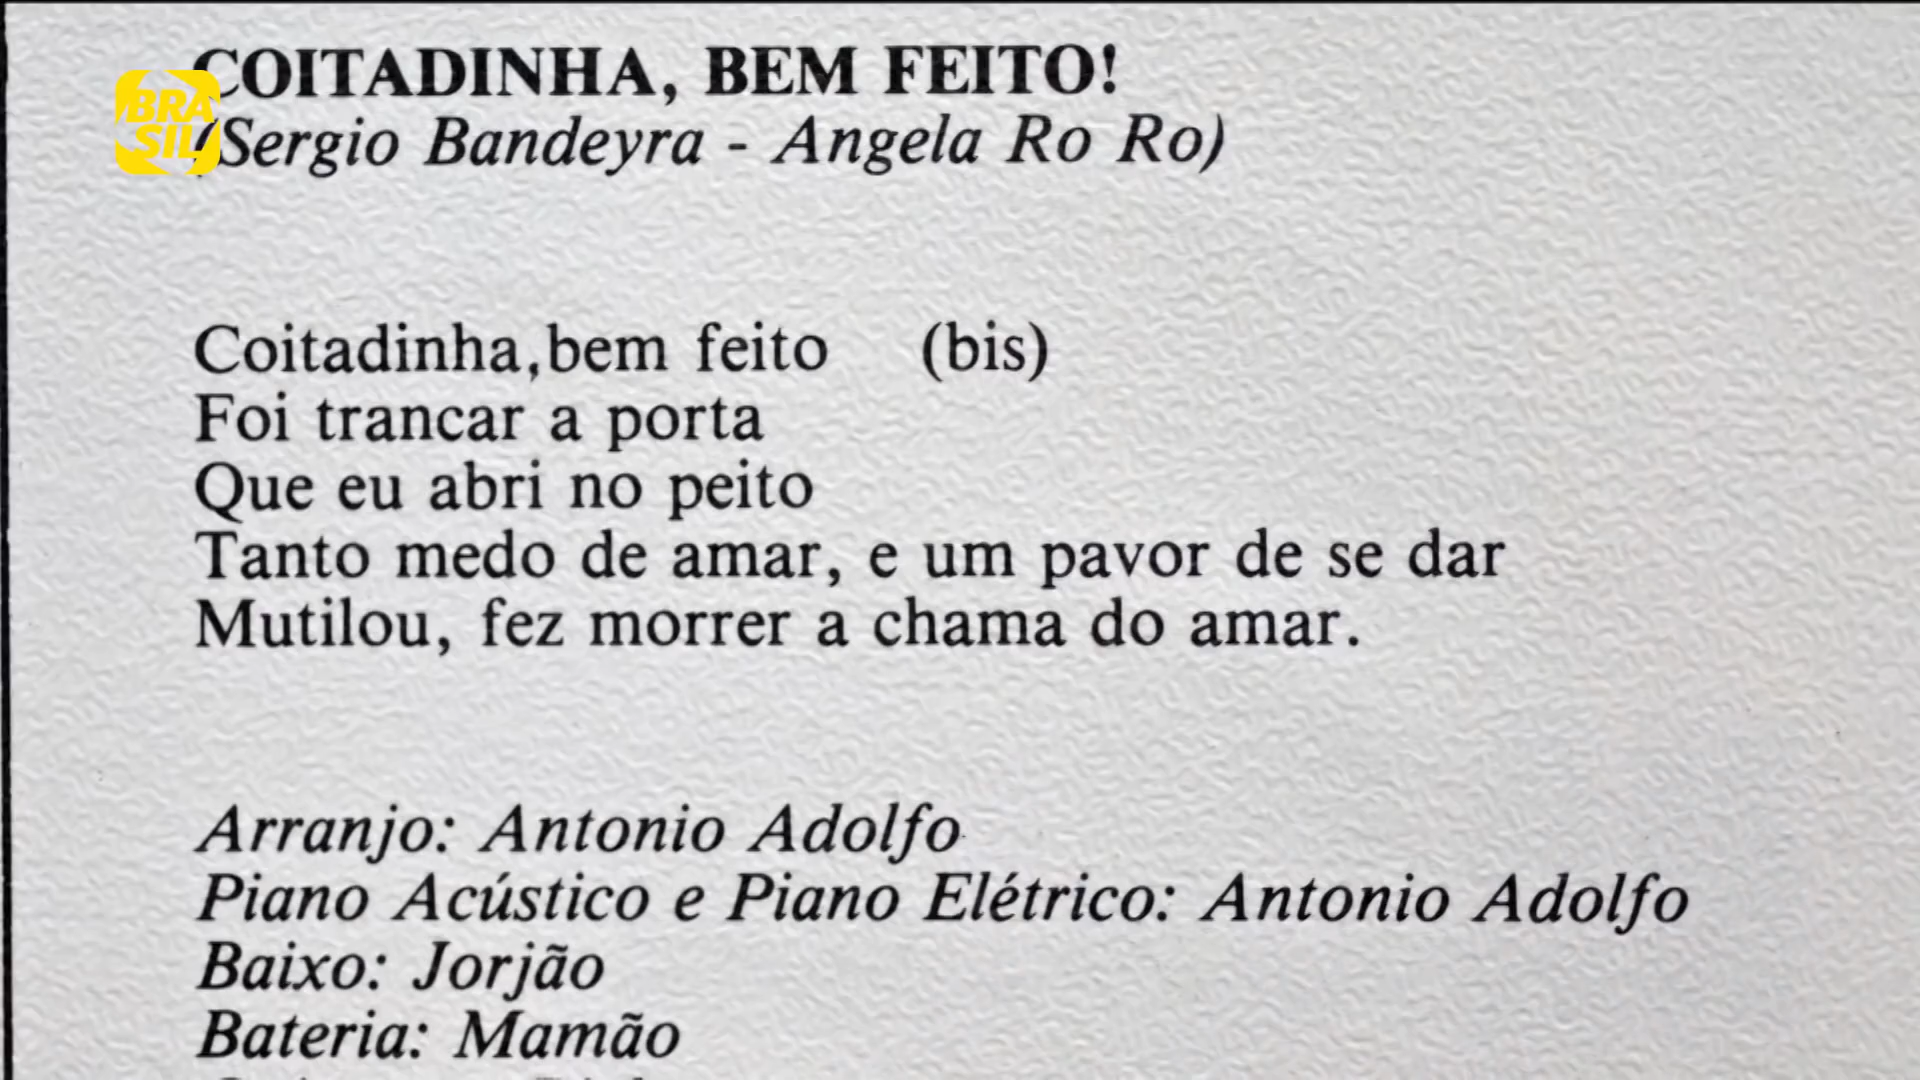 COITADINHA, BEM FEITO!
BRA
SIL
(Sergio Bandeyra - Angela Ro Ro)
Coitadinha,bem feito (bis)
Foi trancar a porta
Que eu abri no peito
Tanto medo de amar, e um pavor de se dar
Mutilou, fez morrer a chama do amar.
Arranjo: Antonio Adolfo
Piano Acústico e Piano Elétrico: Antonio Adolfo
Baixo: Jorjão
Bateria: Mamão